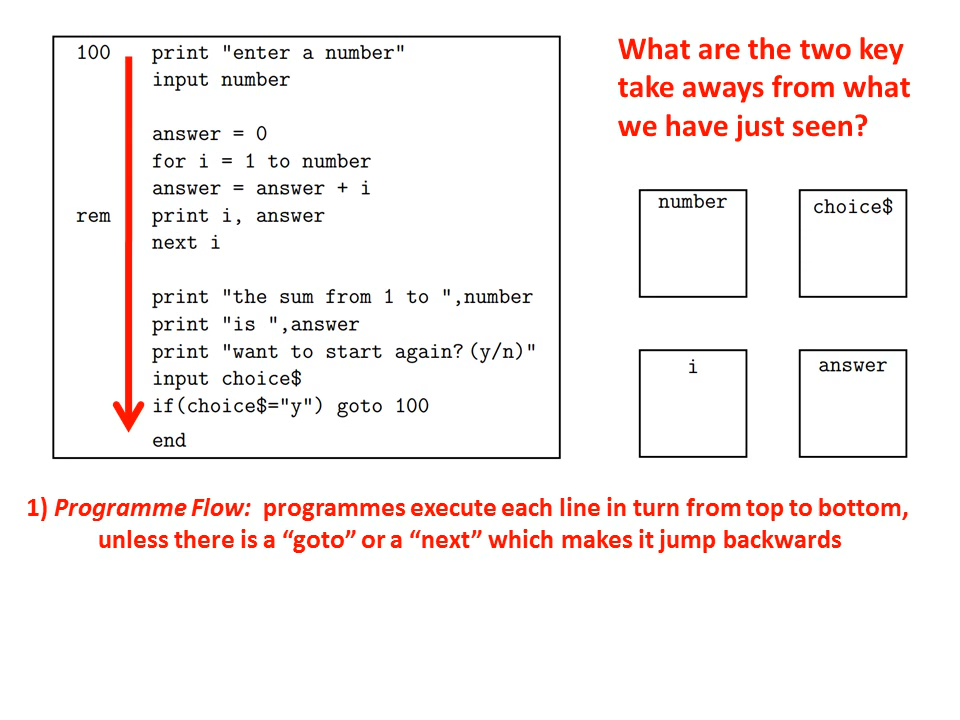 100 print "enter a number"
input number
answer = 0
for i = 1 to number
answer = answer + i
rem print i, answer
next i
print "the sum from 1 to ",number
print "is ",answer
print "want to start again?(y/n)"
input choice$
if(choice$="y") goto 100
end
What are the two key
take aways from what
we have just seen?
number choice$
i answer
1) Programme Flow: programmes execute each line in turn from top to bottom,
unless there is a “goto” or a “next” which makes it jump backwards